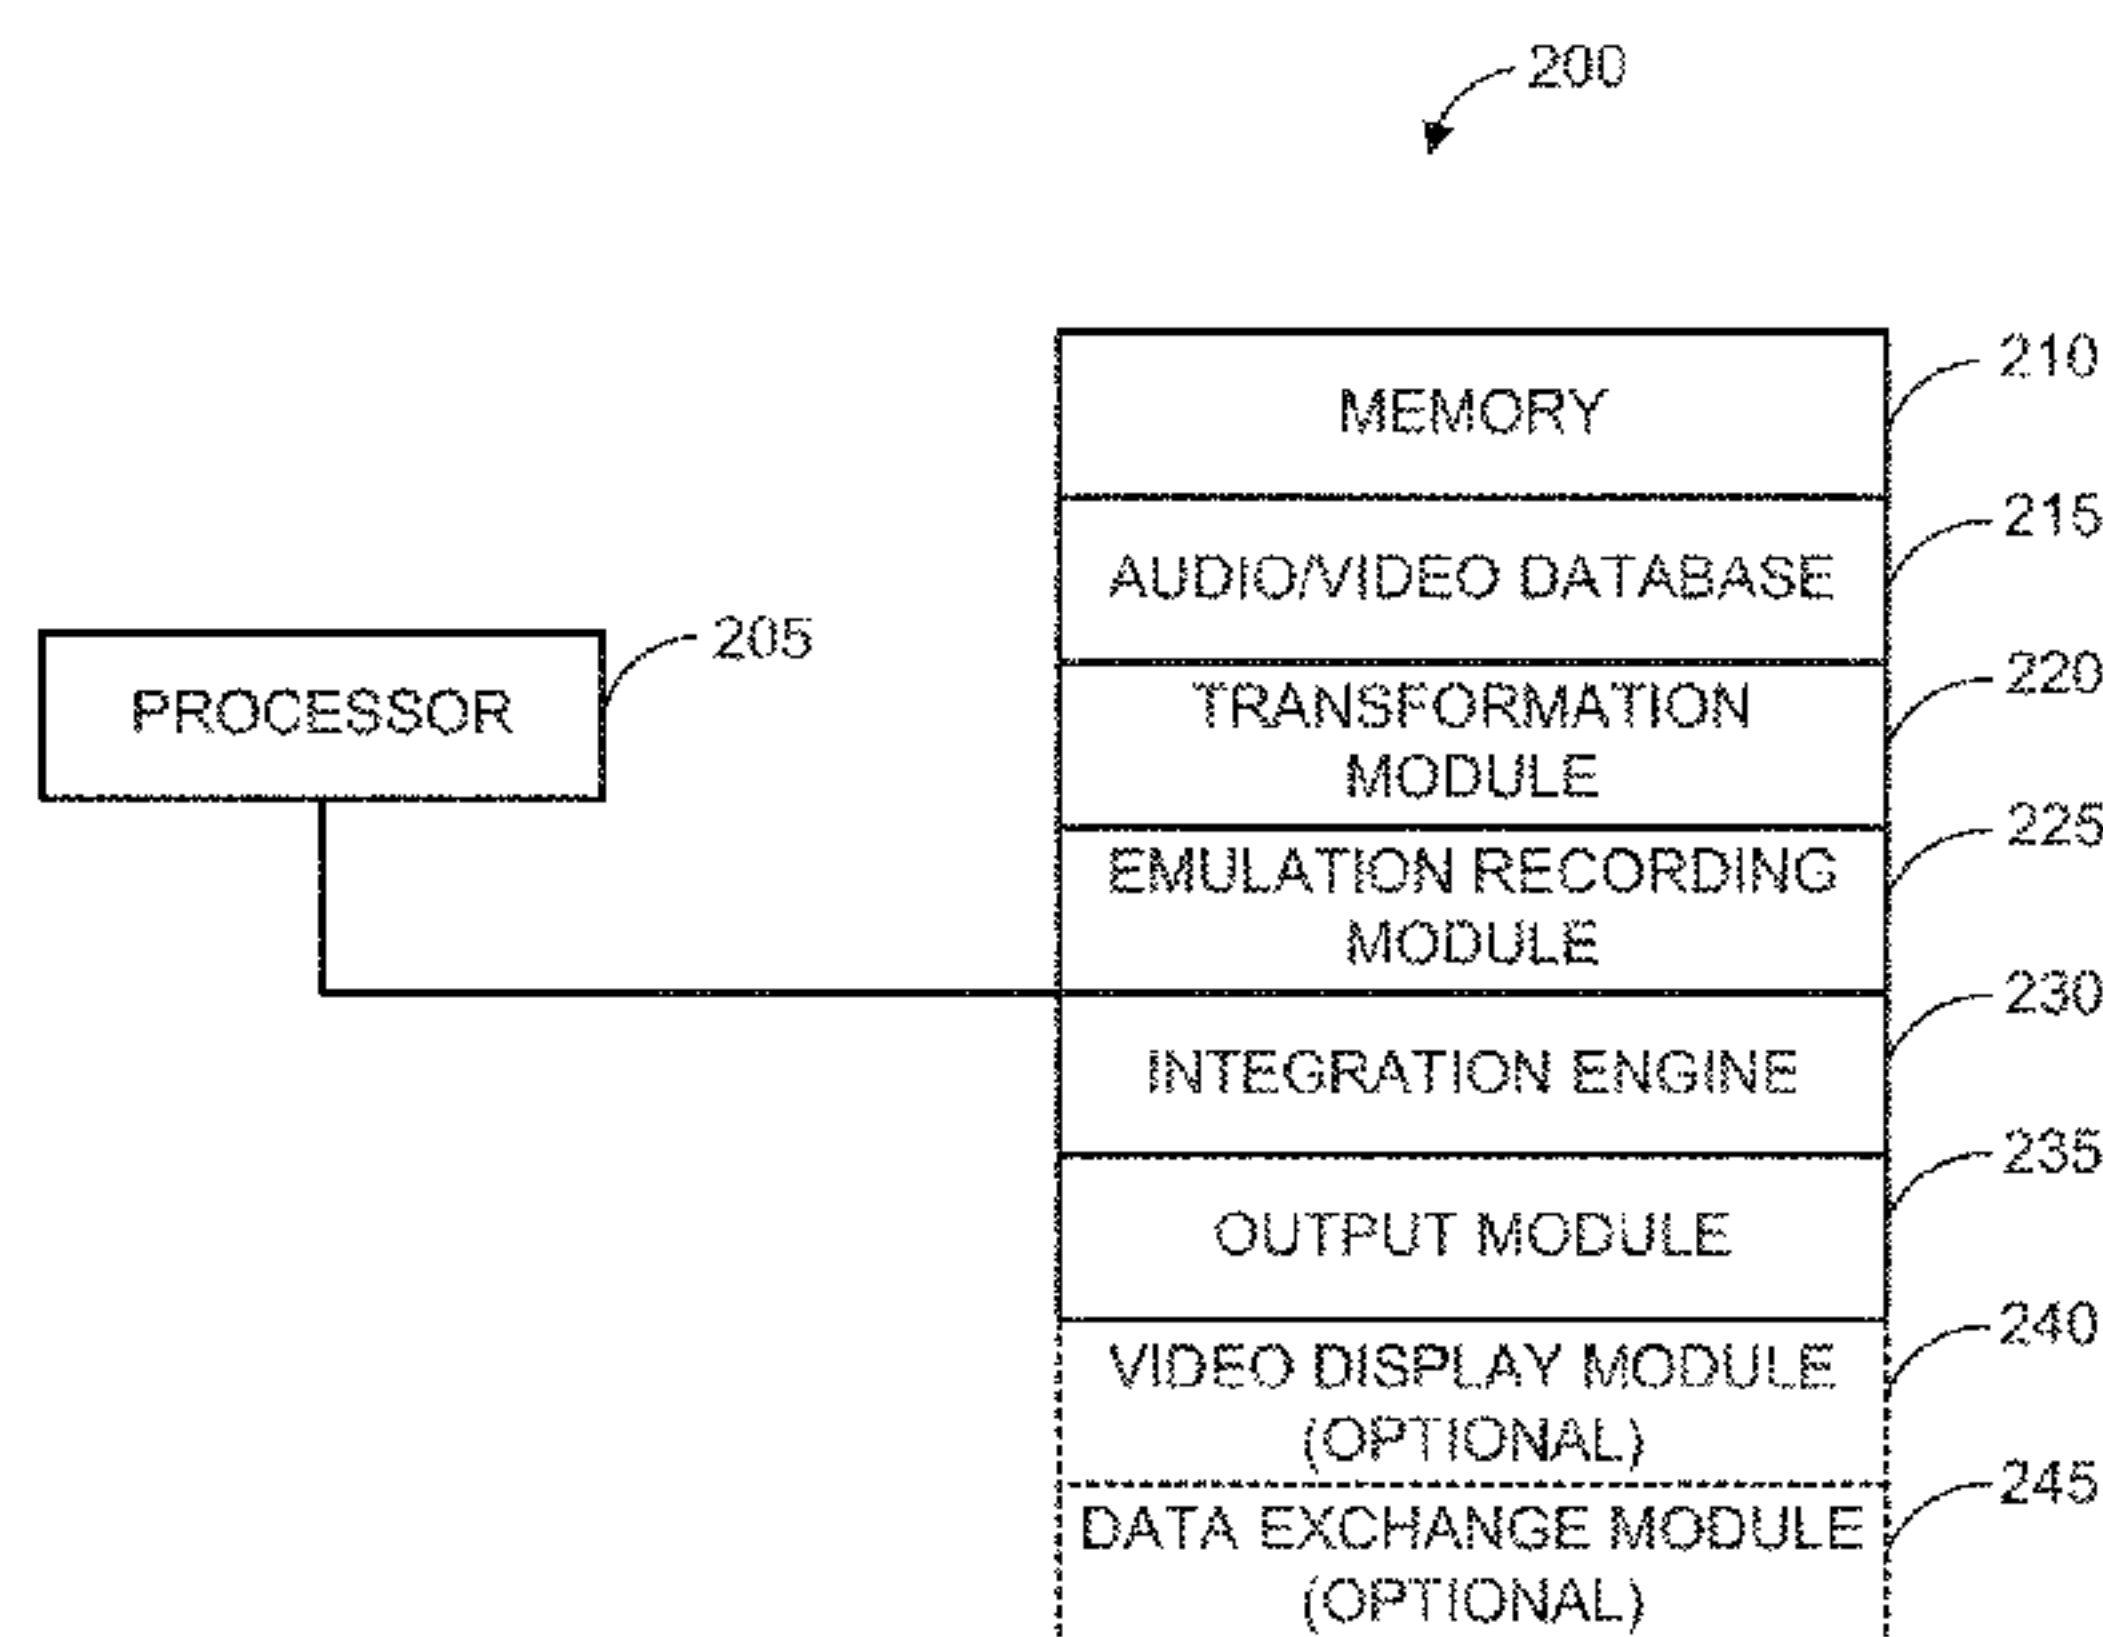 200
MEMORY
210
AUDIO/VIDEO DATABASE
215
PROCESSOR
205
TRANSFORMATION
MODULE
220
EMULATION RECORDING
MODULE
225
INTEGRATION ENGINE
230
OUTPUT MODULE
235
VIDEO DISPLAY MODULE
(OPTIONAL)
240
DATA EXCHANGE MODULE
(OPTIONAL)
245